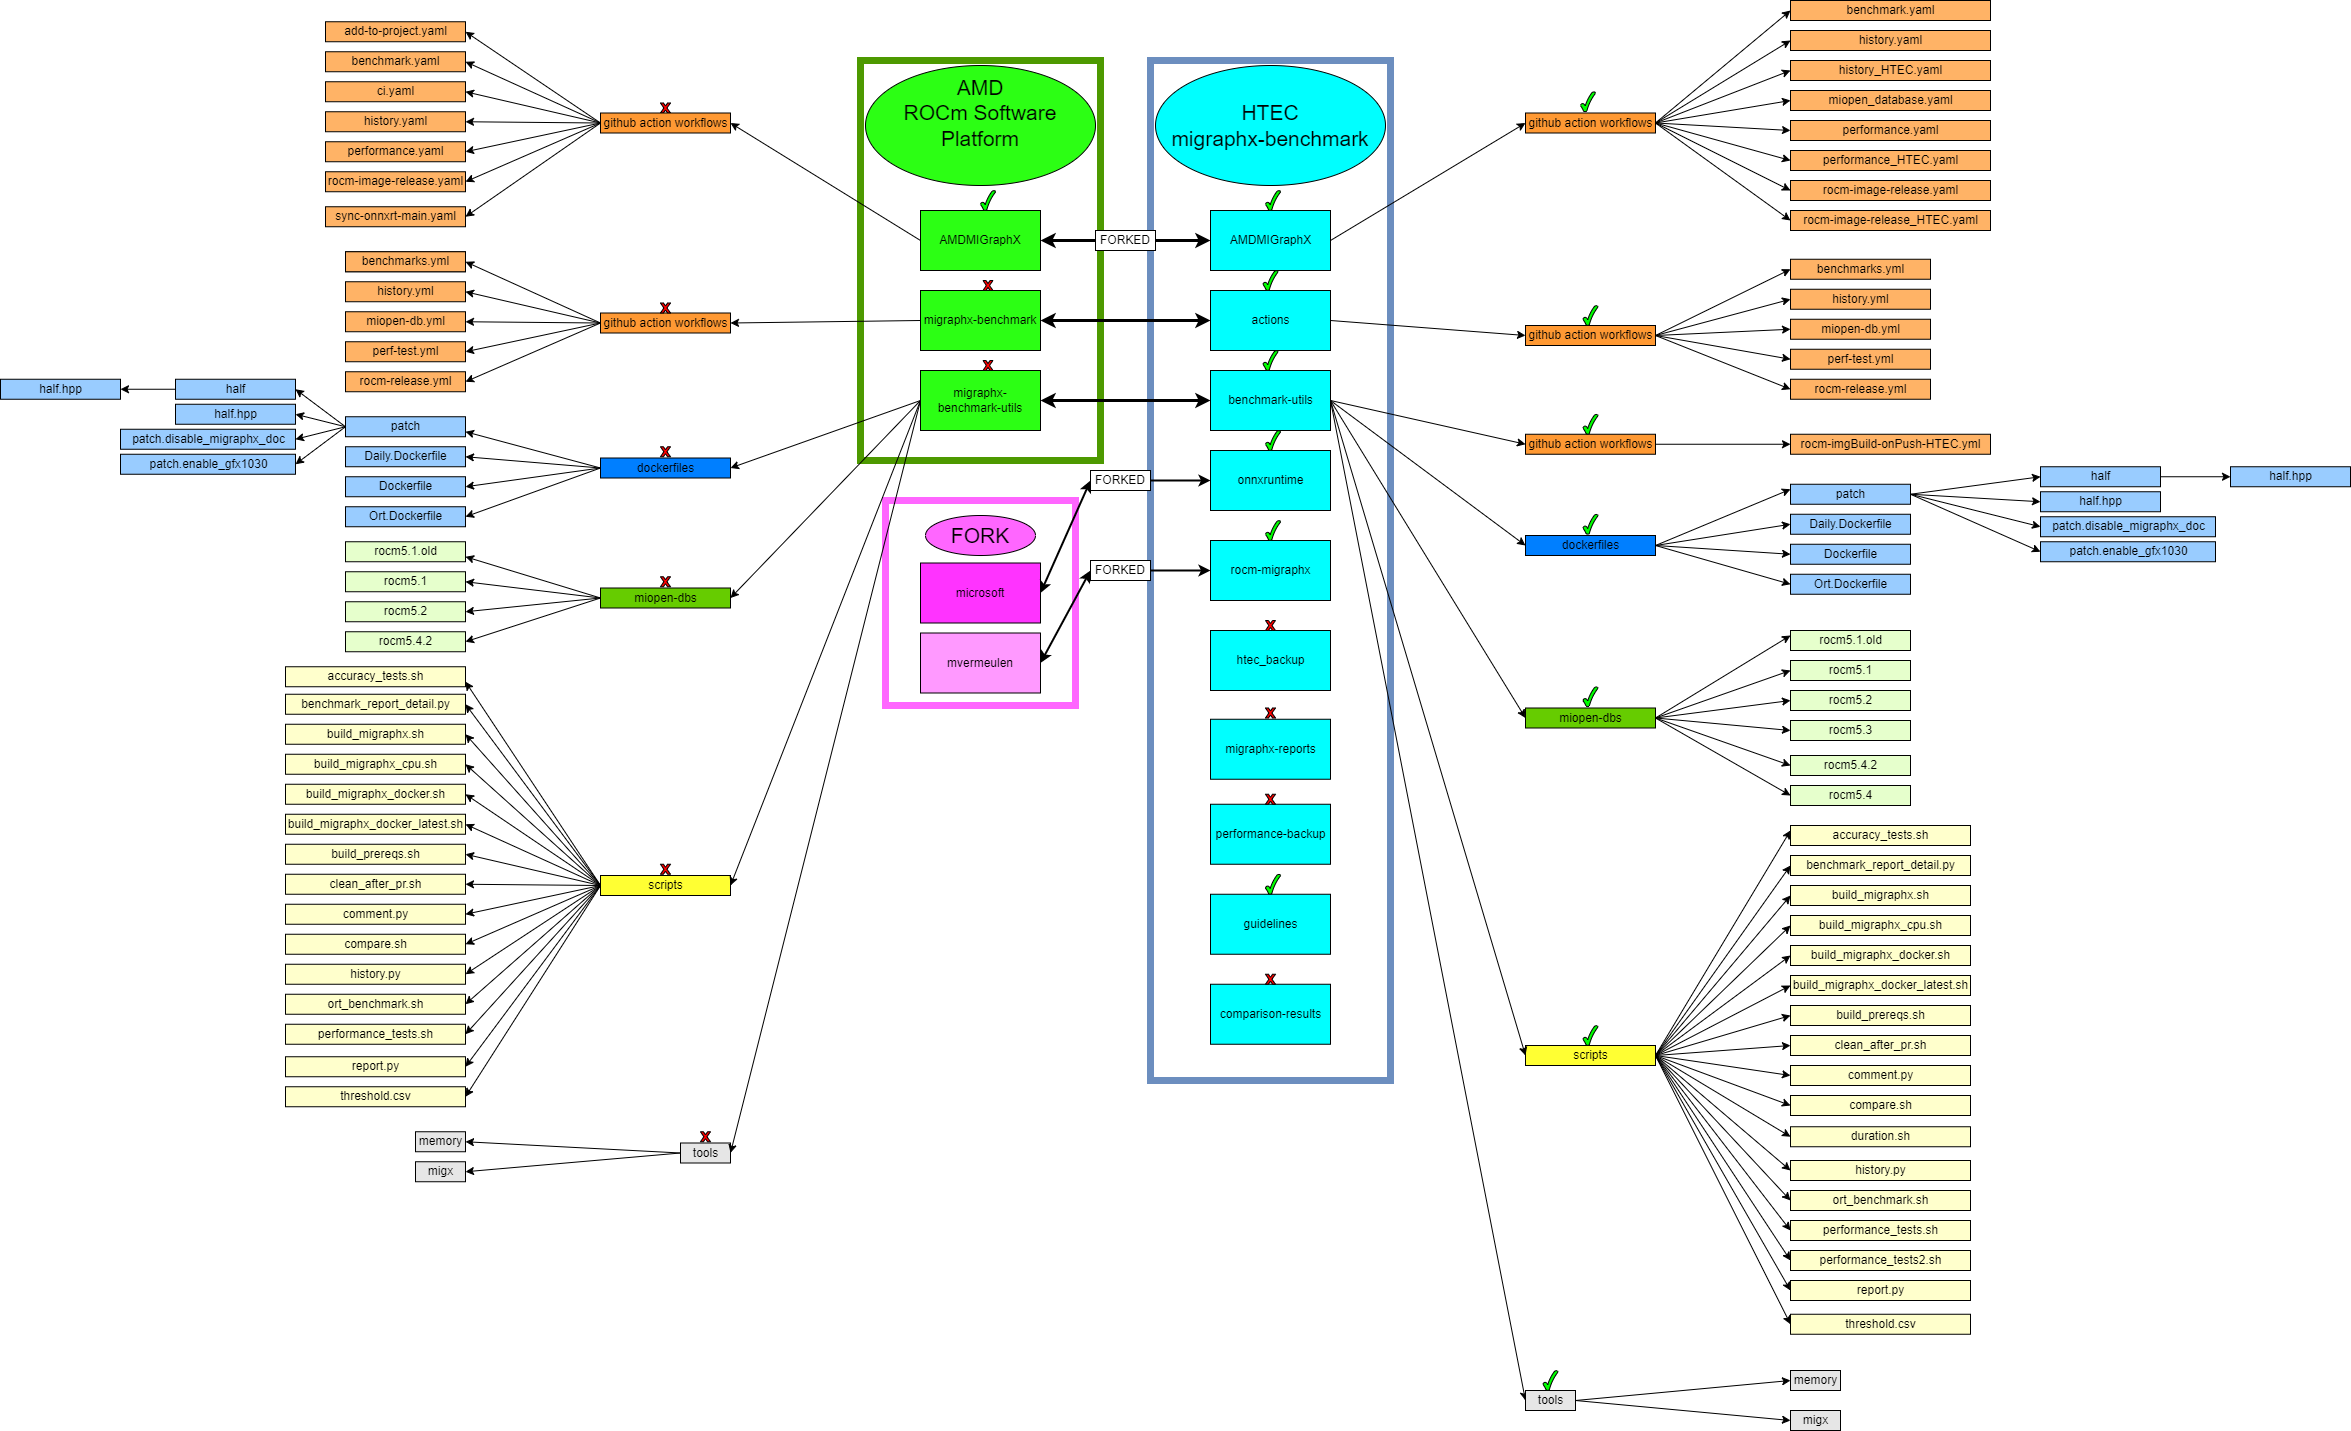 add-to-project.yaml
benchmark.yaml
ci.yaml
history.yaml
performance.yaml
rocm-image-release.yaml
sync-onnxrt-main.yaml
X
github action workflows
benchmarks.yml
history.yml
miopen-db.yml
perf-test.yml
rocm-release.yml
X
github action workflows
half.hpp
half
half.hpp
patch.disable_migraphx_doc
patch.enable_gfx1030
patch
Daily.Dockerfile
Dockerfile
Ort.Dockerfile
X
dockerfiles
rocm5.1.old
rocm5.1
rocm5.2
rocm5.4.2
X
miopen-dbs
accuracy_tests.sh
benchmark_report_detail.py
build_migraphx.sh
build_migraphx_cpu.sh
build_migraphx_docker.sh
build_migraphx_docker_latest.sh
build_prereqs.sh
clean_after_pr.sh
comment.py
compare.sh
history.py
ort_benchmark.sh
performance_tests.sh
report.py
threshold.csv
X
scripts
memory
migx
X
tools
AMD
ROCm Software
Platform
AMDMIGraphX
X
migraphx-benchmark
X
migraphx-
benchmark-utils
FORK
microsoft
mvermeulen
FORKED
FORKED
FORKED
HTEC
migraphx-benchmark
AMDMIGraphX
actions
benchmark-utils
onnxruntime
rocm-migraphx
X
htec_backup
X
migraphx-reports
X
performance-backup
guidelines
X
comparison-results
github action workflows
benchmark.yaml
history.yaml
history_HTEC.yaml
miopen_database.yaml
performance.yaml
performance_HTEC.yaml
rocm-image-release.yaml
rocm-image-release_HTEC.yaml
github action workflows
benchmarks.yml
history.yml
miopen-db.yml
perf-test.yml
rocm-release.yml
github action workflows
rocm-imgBuild-onPush-HTEC.yml
dockerfiles
patch
Daily.Dockerfile
Dockerfile
Ort.Dockerfile
half
half.hpp
patch.disable_migraphx_doc
patch.enable_gfx1030
half.hpp
miopen-dbs
rocm5.1.old
rocm5.1
rocm5.2
rocm5.3
rocm5.4.2
rocm5.4
scripts
accuracy_tests.sh
benchmark_report_detail.py
build_migraphx.sh
build_migraphx_cpu.sh
build_migraphx_docker.sh
build_migraphx_docker_latest.sh
build_prereqs.sh
clean_after_pr.sh
comment.py
compare.sh
duration.sh
history.py
ort_benchmark.sh
performance_tests.sh
performance_tests2.sh
report.py
threshold.csv
tools
memory
migx